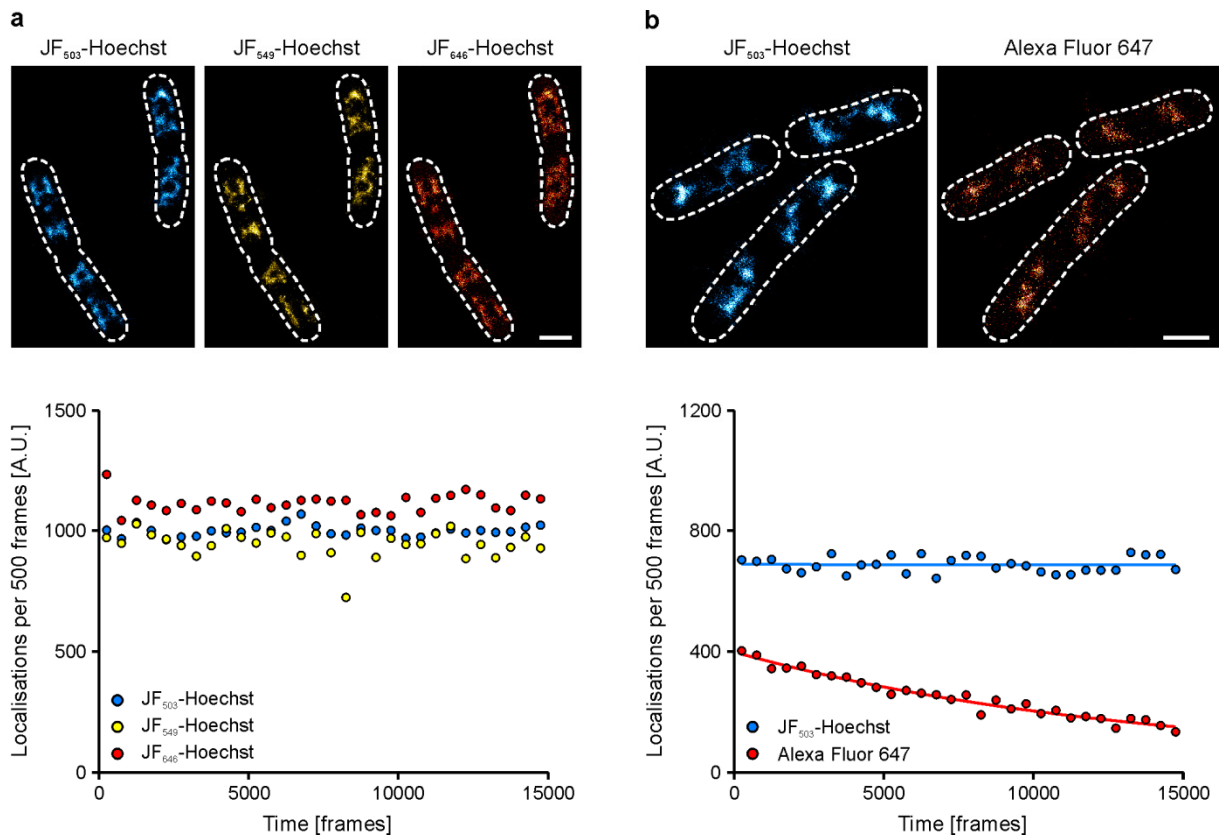 a
JF503-Hoechst
JF549-Hoechst
JF646-Hoechst
b
JF503-Hoechst
Alexa Fluor 647
Localisations per 500 frames [A.U.]
1500
1000
500
0
JF503-Hoechst
JF549-Hoechst
JF646-Hoechst
0
5000
10000
15000
Time [frames]
Localisations per 500 frames [A.U.]
1200
800
400
0
JF503-Hoechst
Alexa Fluor 647
0
5000
10000
15000
Time [frames]